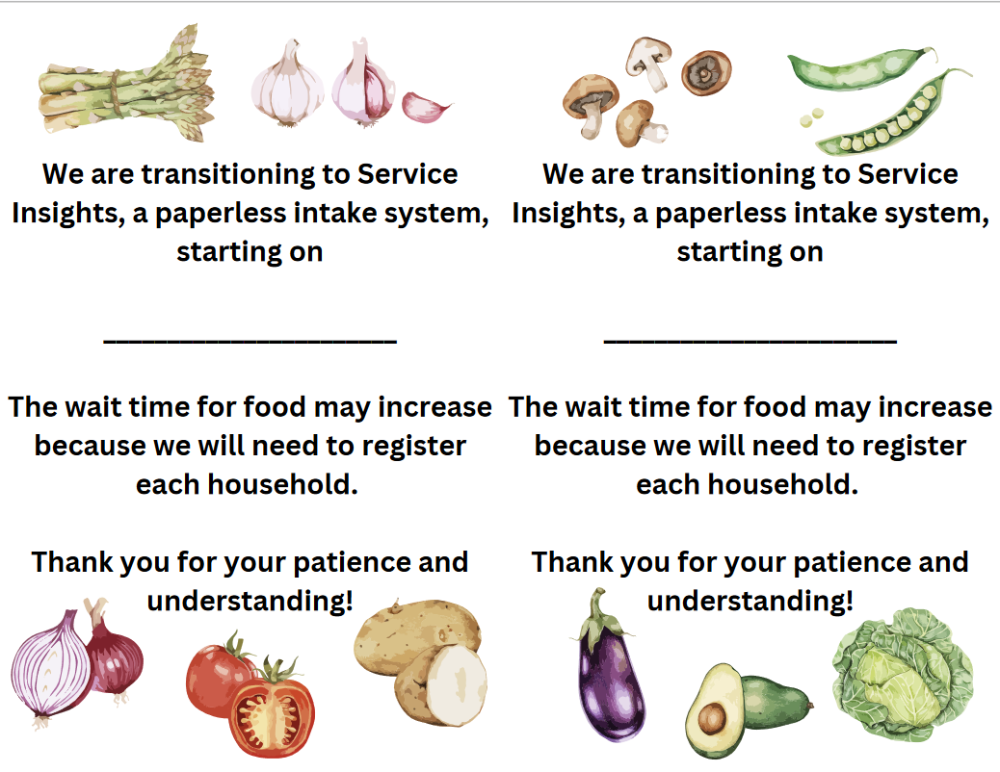 We are transitioning to Service
Insights, a paperless intake system,
starting on
_______________________
The wait time for food may increase
because we will need to register
each household.
Thank you for your patience and
understanding!
We are transitioning to Service
Insights, a paperless intake system,
starting on
_______________________
The wait time for food may increase
because we will need to register
each household.
Thank you for your patience and
understanding!